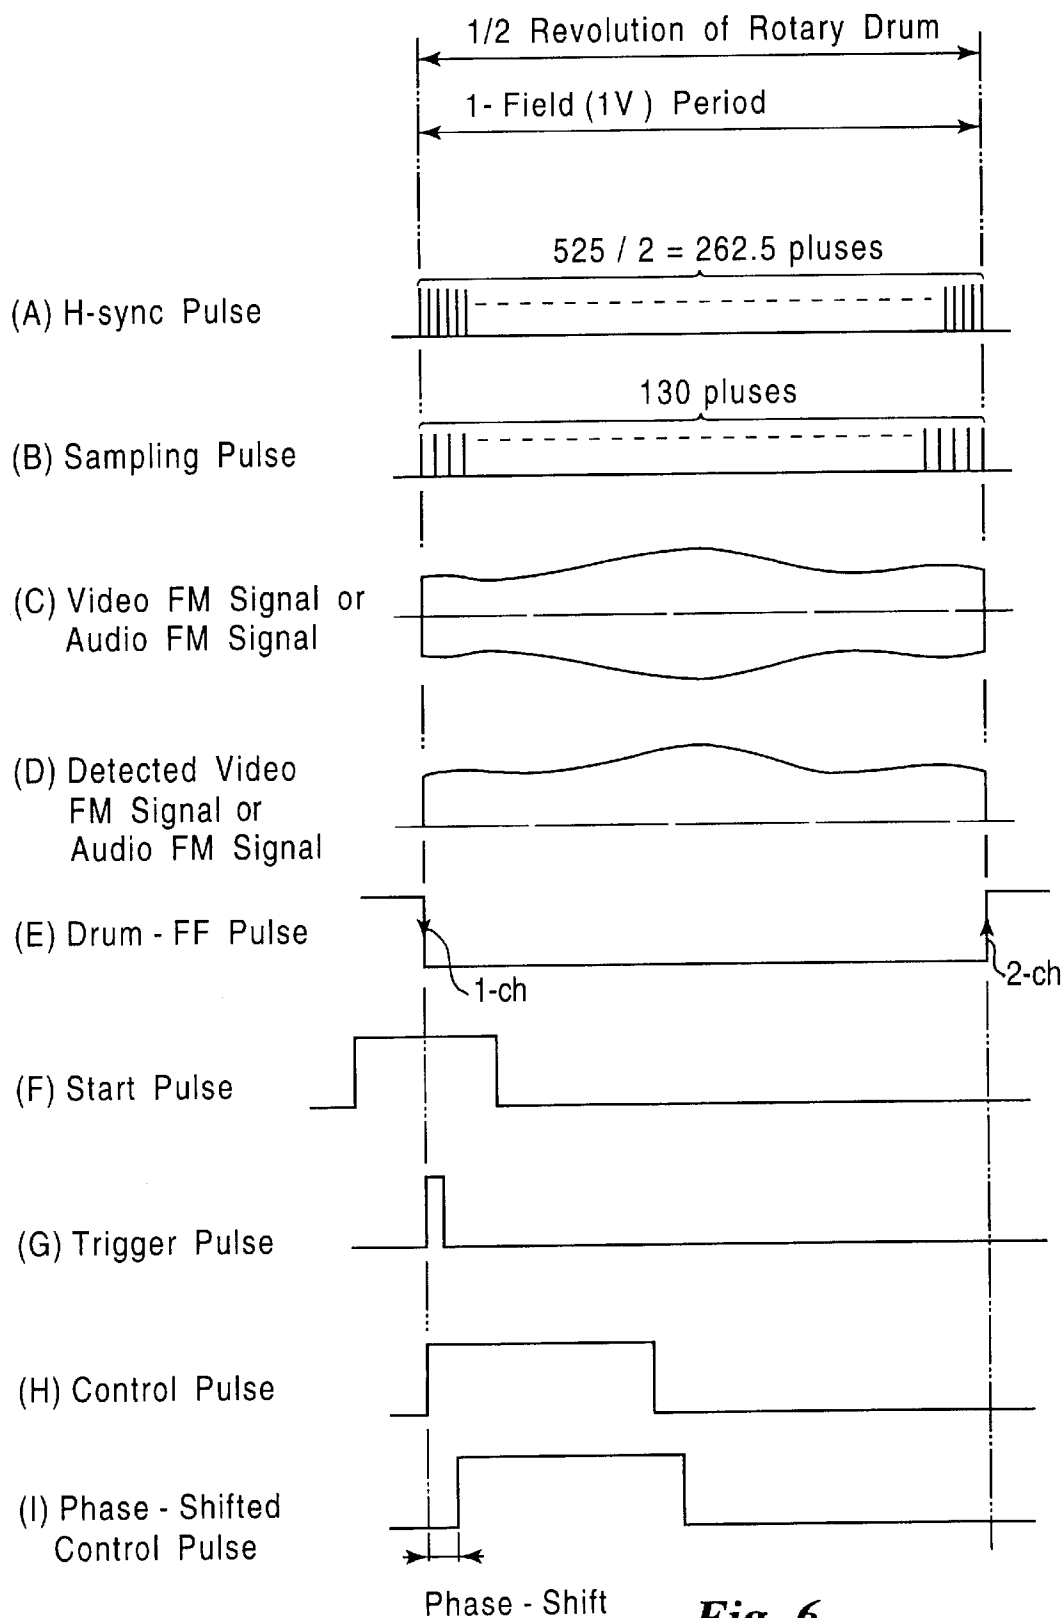 1/2 Revolution of Rotary Drum
1- Field (1V) Period
525 / 2 = 262.5 pluses
(A) H-sync Pulse
130 pluses
(B) Sampling Pulse
(C) Video FM Signal or
Audio FM Signal
(D) Detected Video
FM Signal or
Audio FM Signal
(E) Drum - FF Pulse
1-ch
2-ch
(F) Start Pulse
(G) Trigger Pulse
(H) Control Pulse
(I) Phase - Shifted
Control Pulse
Phase - Shift
Fig. 6